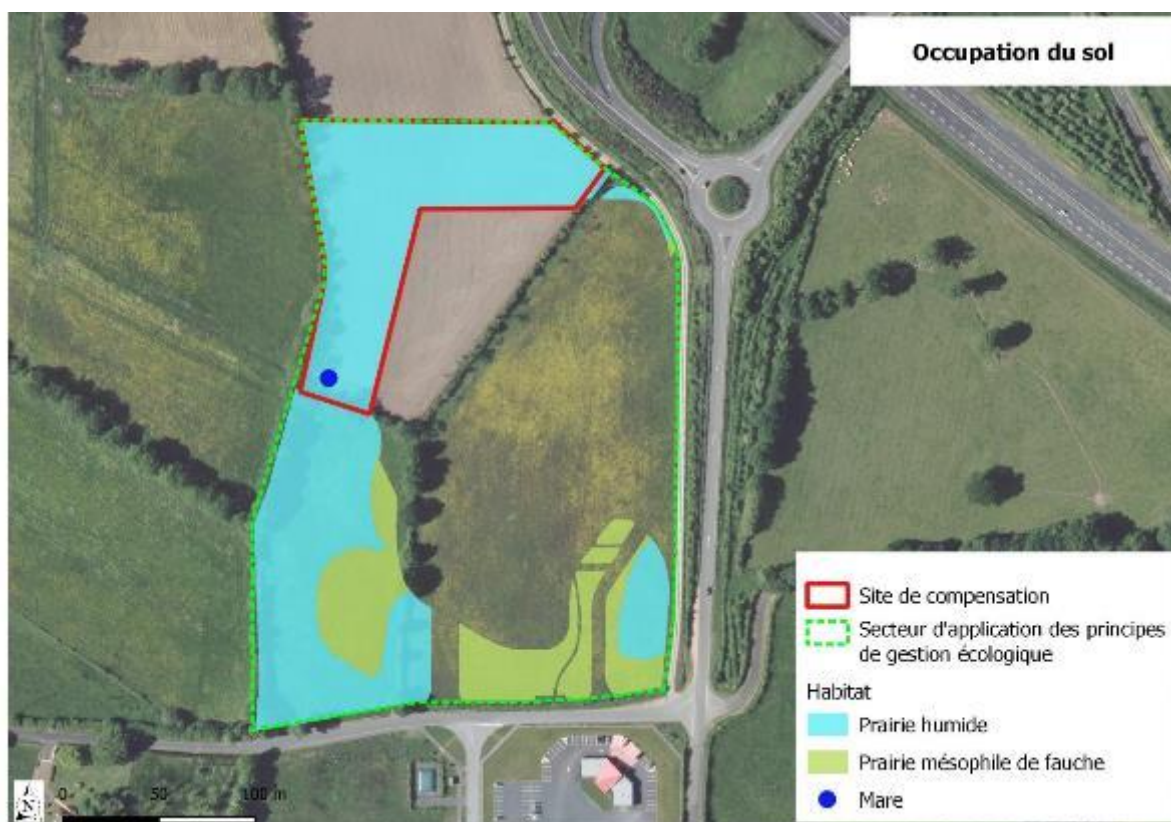 Occupation du sol
Site de compensation
Secteur d'application des principes
de gestion écologique
Habitat
Prairie humide
Prairie mésophile de fauche
Mare
N
0 50 100 m